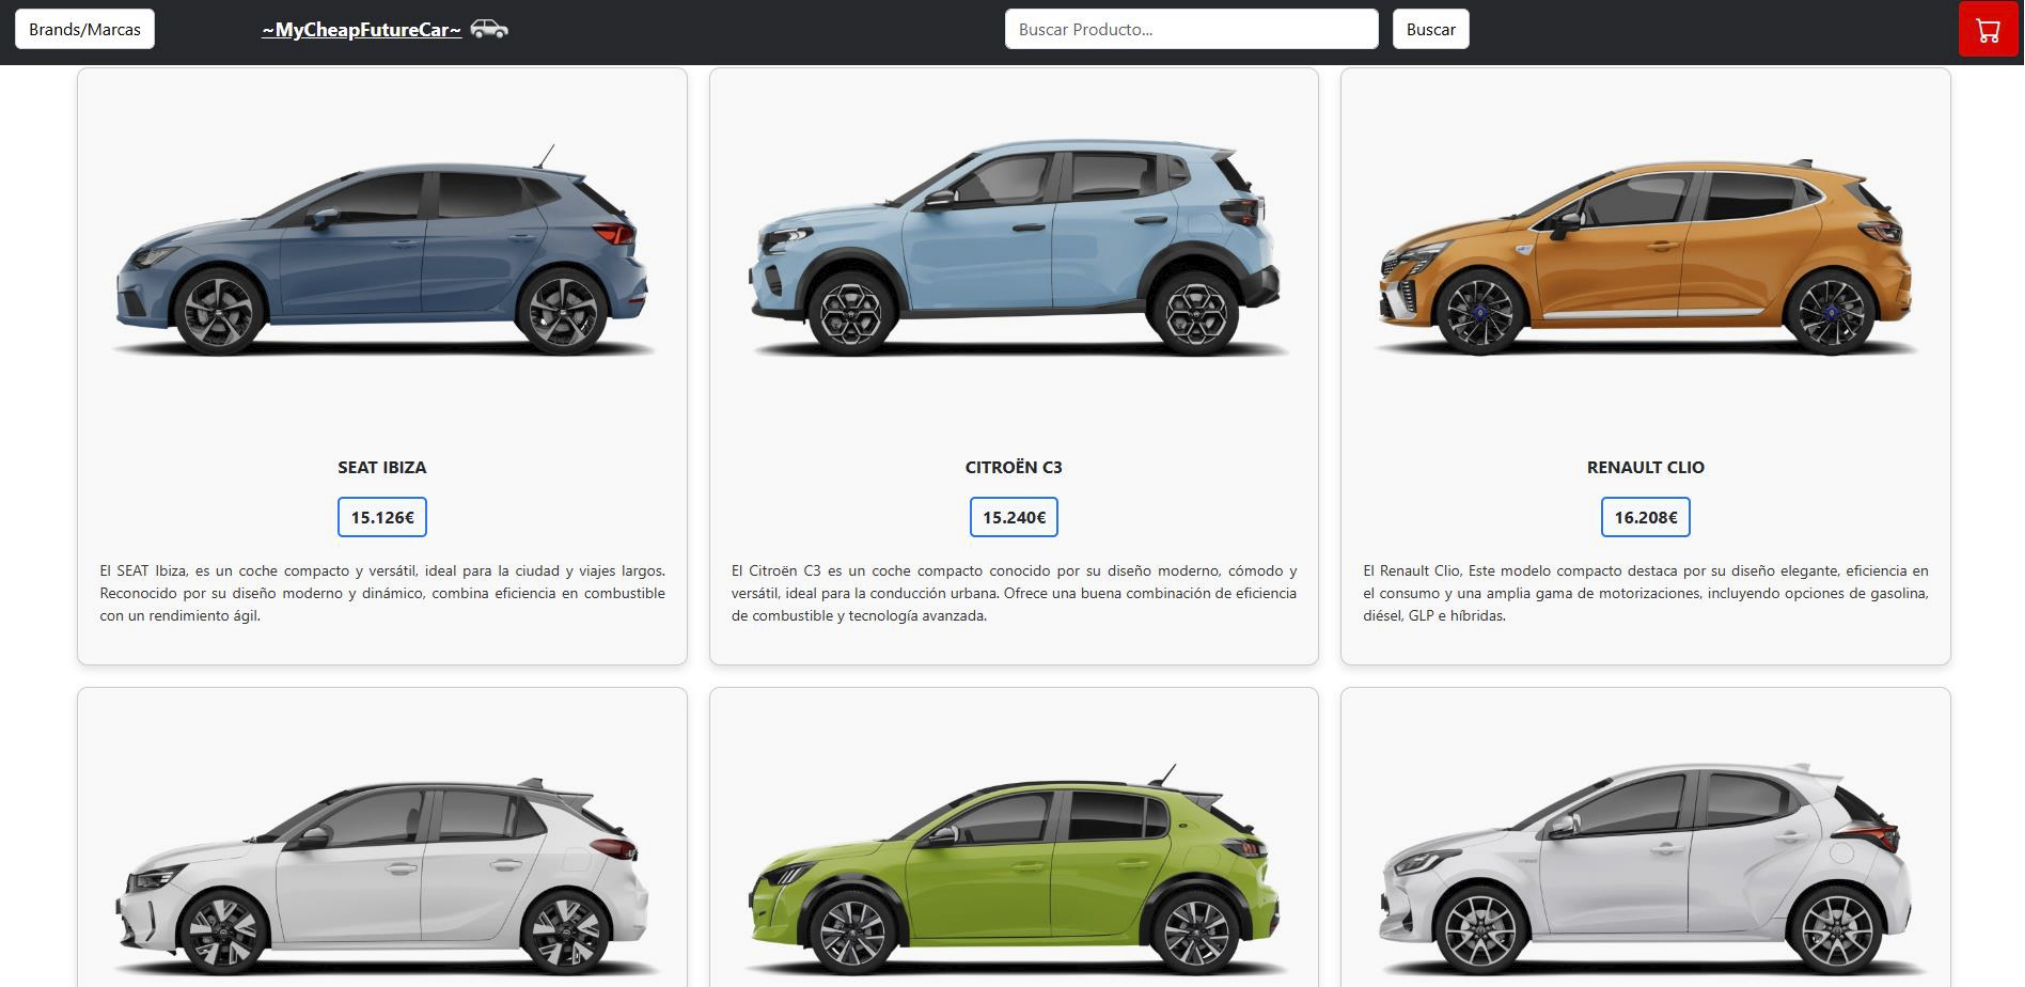 Brands/Marcas
~MyCheapFutureCar~
Buscar Producto...
Buscar
SEAT IBIZA
15.126€
El SEAT Ibiza, es un coche compacto y versátil, ideal para la ciudad y viajes largos.
Reconocido por su diseño moderno y dinámico, combina eficiencia en combustible
con un rendimiento ágil.
CITROËN C3
15.240€
El Citroën C3 es un coche compacto conocido por su diseño moderno, cómodo y
versátil, ideal para la conducción urbana. Ofrece una buena combinación de eficiencia
de combustible y tecnología avanzada.
RENAULT CLIO
16.208€
El Renault Clio, Este modelo compacto destaca por su diseño elegante, eficiencia en
el consumo y una amplia gama de motorizaciones, incluyendo opciones de gasolina,
diésel, GLP e híbridas.